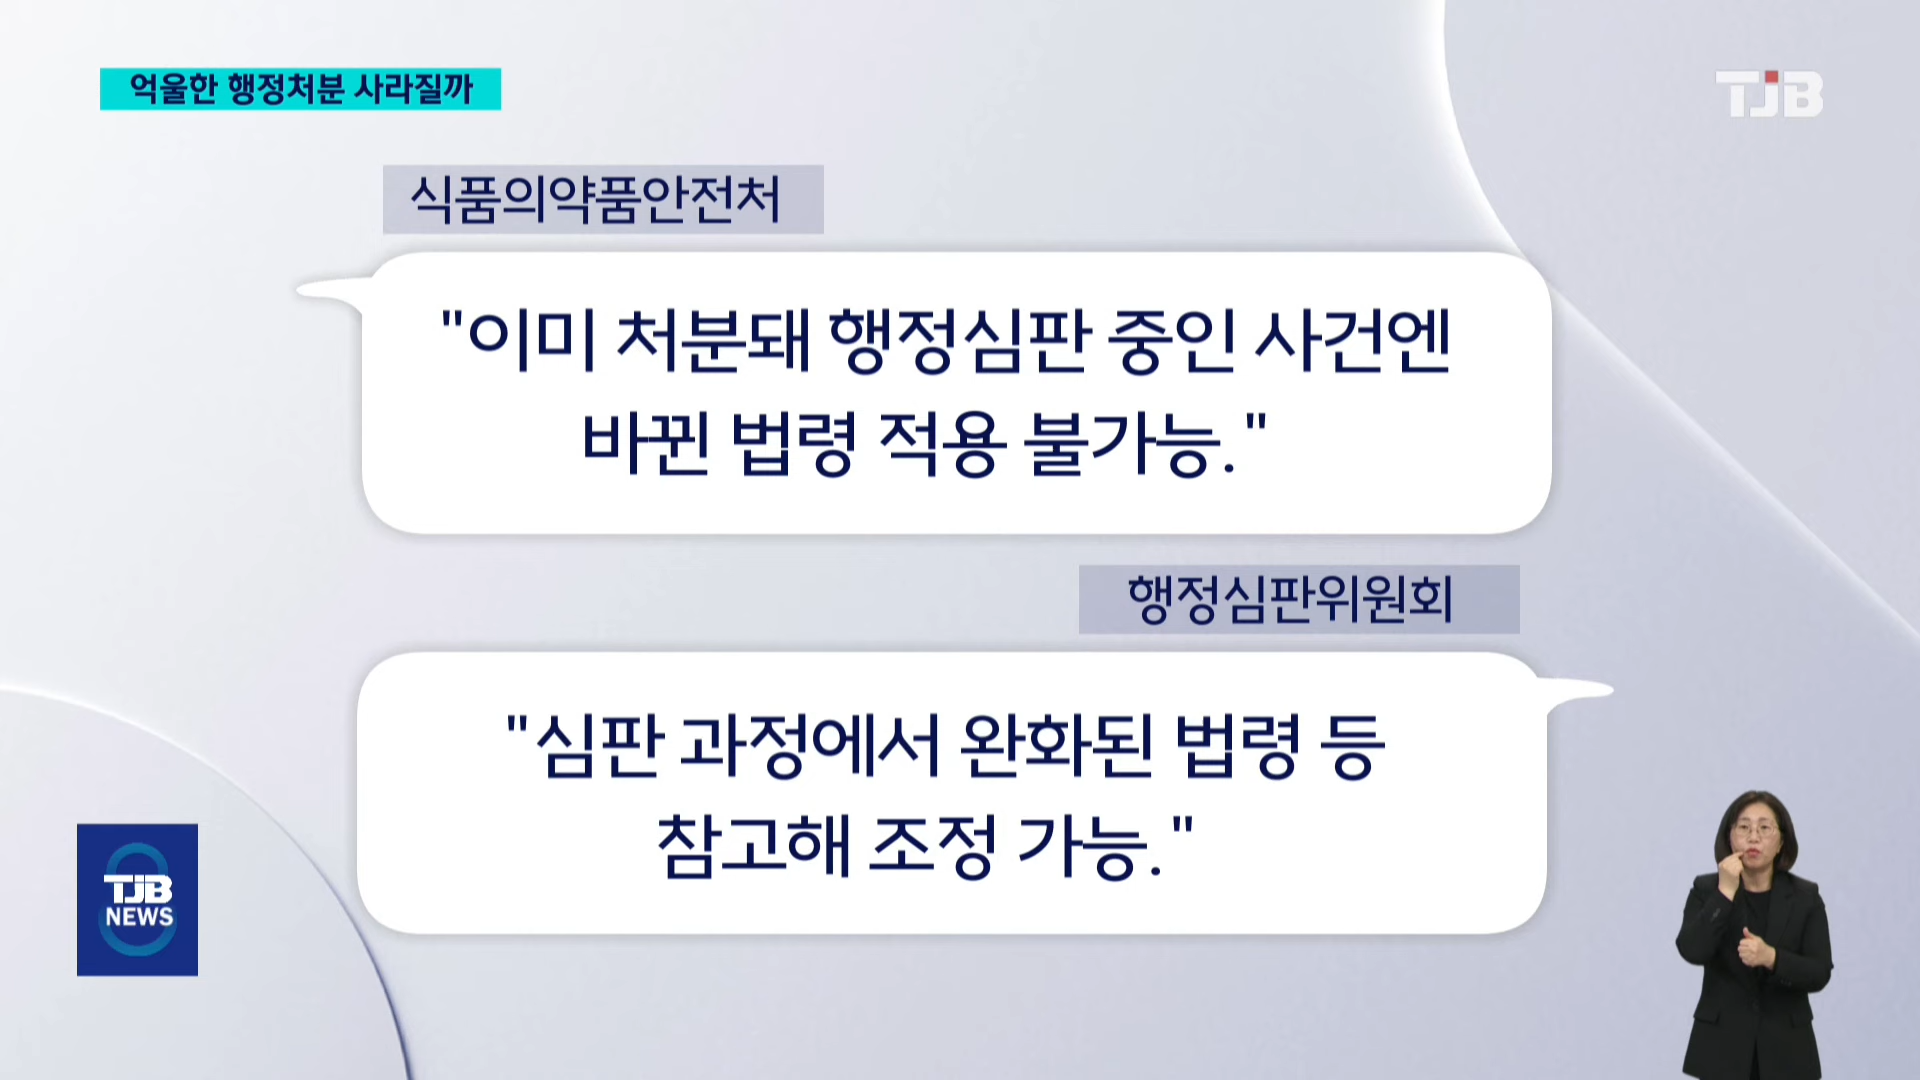 억울한 행정처분 사라질까
TJB
식품의약품안전처
"이미 처분돼 행정심판 중인 사건엔
바뀐 법령 적용 불가능."
행정심판위원회
"심판 과정에서 완화된 법령 등
참고해 조정 가능."
TJB
NEWS